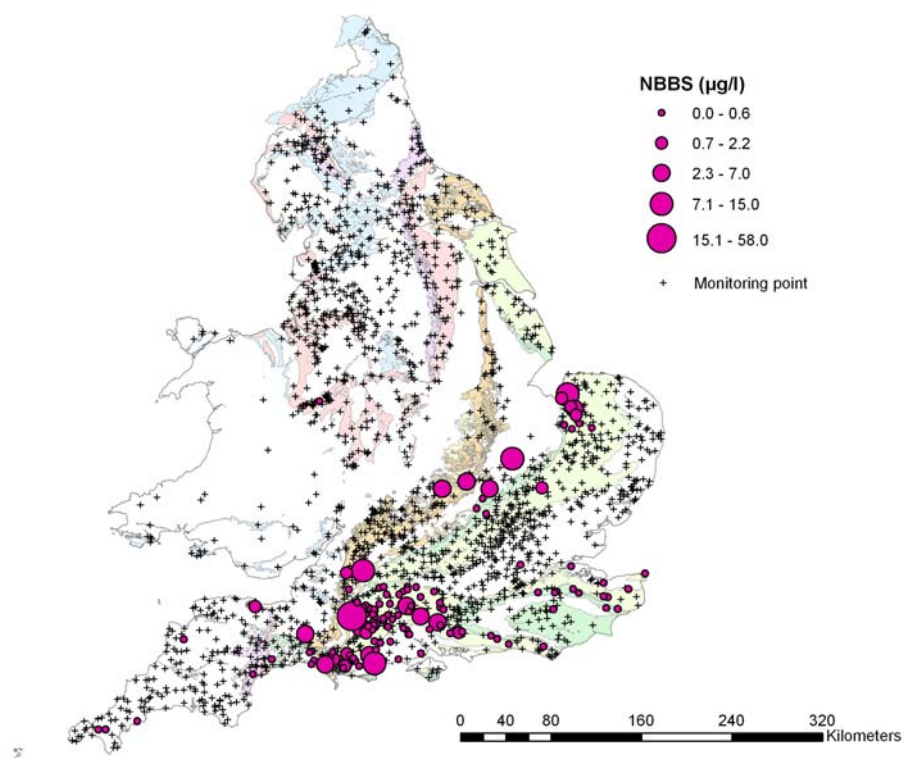 NBBS (µg/l)
0.0 - 0.6
0.7 - 2.2
2.3 - 7.0
7.1 - 15.0
15.1 - 58.0
Monitoring point
0 40 80 160 240 320
Kilometers